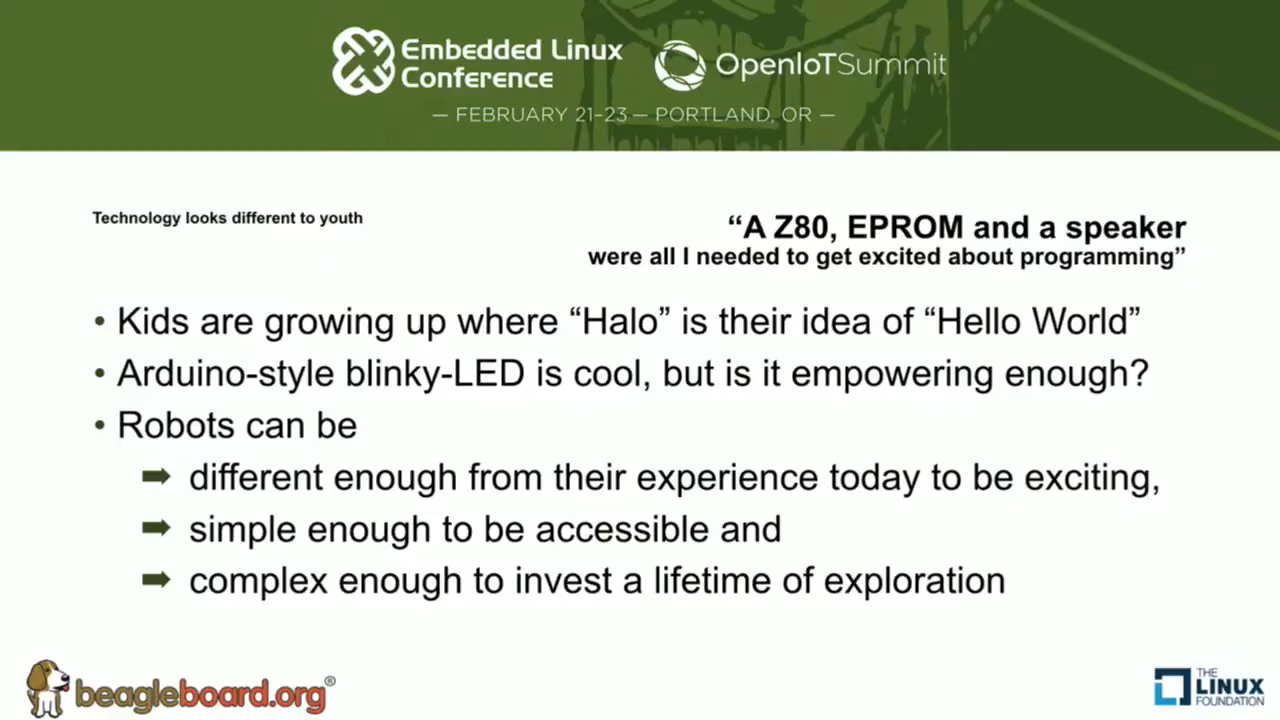 Embedded Linux
Conference
OpenIoTSummit
— FEBRUARY 21-23 — PORTLAND, OR —
Technology looks different to youth
“A Z80, EPROM and a speaker
were all I needed to get excited about programming”
• Kids are growing up where “Halo” is their idea of “Hello World”
• Arduino-style blinky-LED is cool, but is it empowering enough?
• Robots can be
➡ different enough from their experience today to be exciting,
➡ simple enough to be accessible and
➡ complex enough to invest a lifetime of exploration
beagleboard.org®
THE
LINUX
FOUNDATION